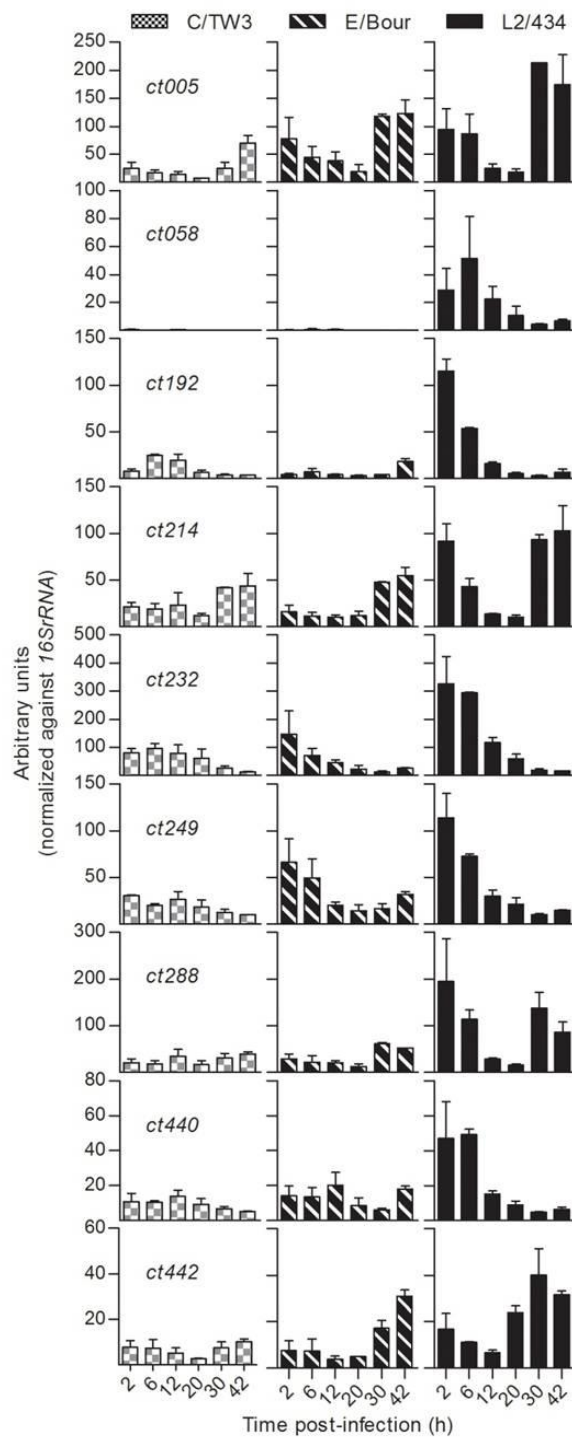 C/TW3 E/Bour L2/434
250
200
150
100
50
ct005
100
80
60
40
20
ct058
150
100
50
ct192
150
100
50
ct214
500
400
300
200
100
ct232
150
100
50
ct249
300
200
100
ct288
80
60
40
20
ct440
60
40
20
ct442
Arbitrary units
(normalized against 16SrRNA)
2 6 12 20 30 42 2 6 12 20 30 42 2 6 12 20 30 42
Time post-infection (h)